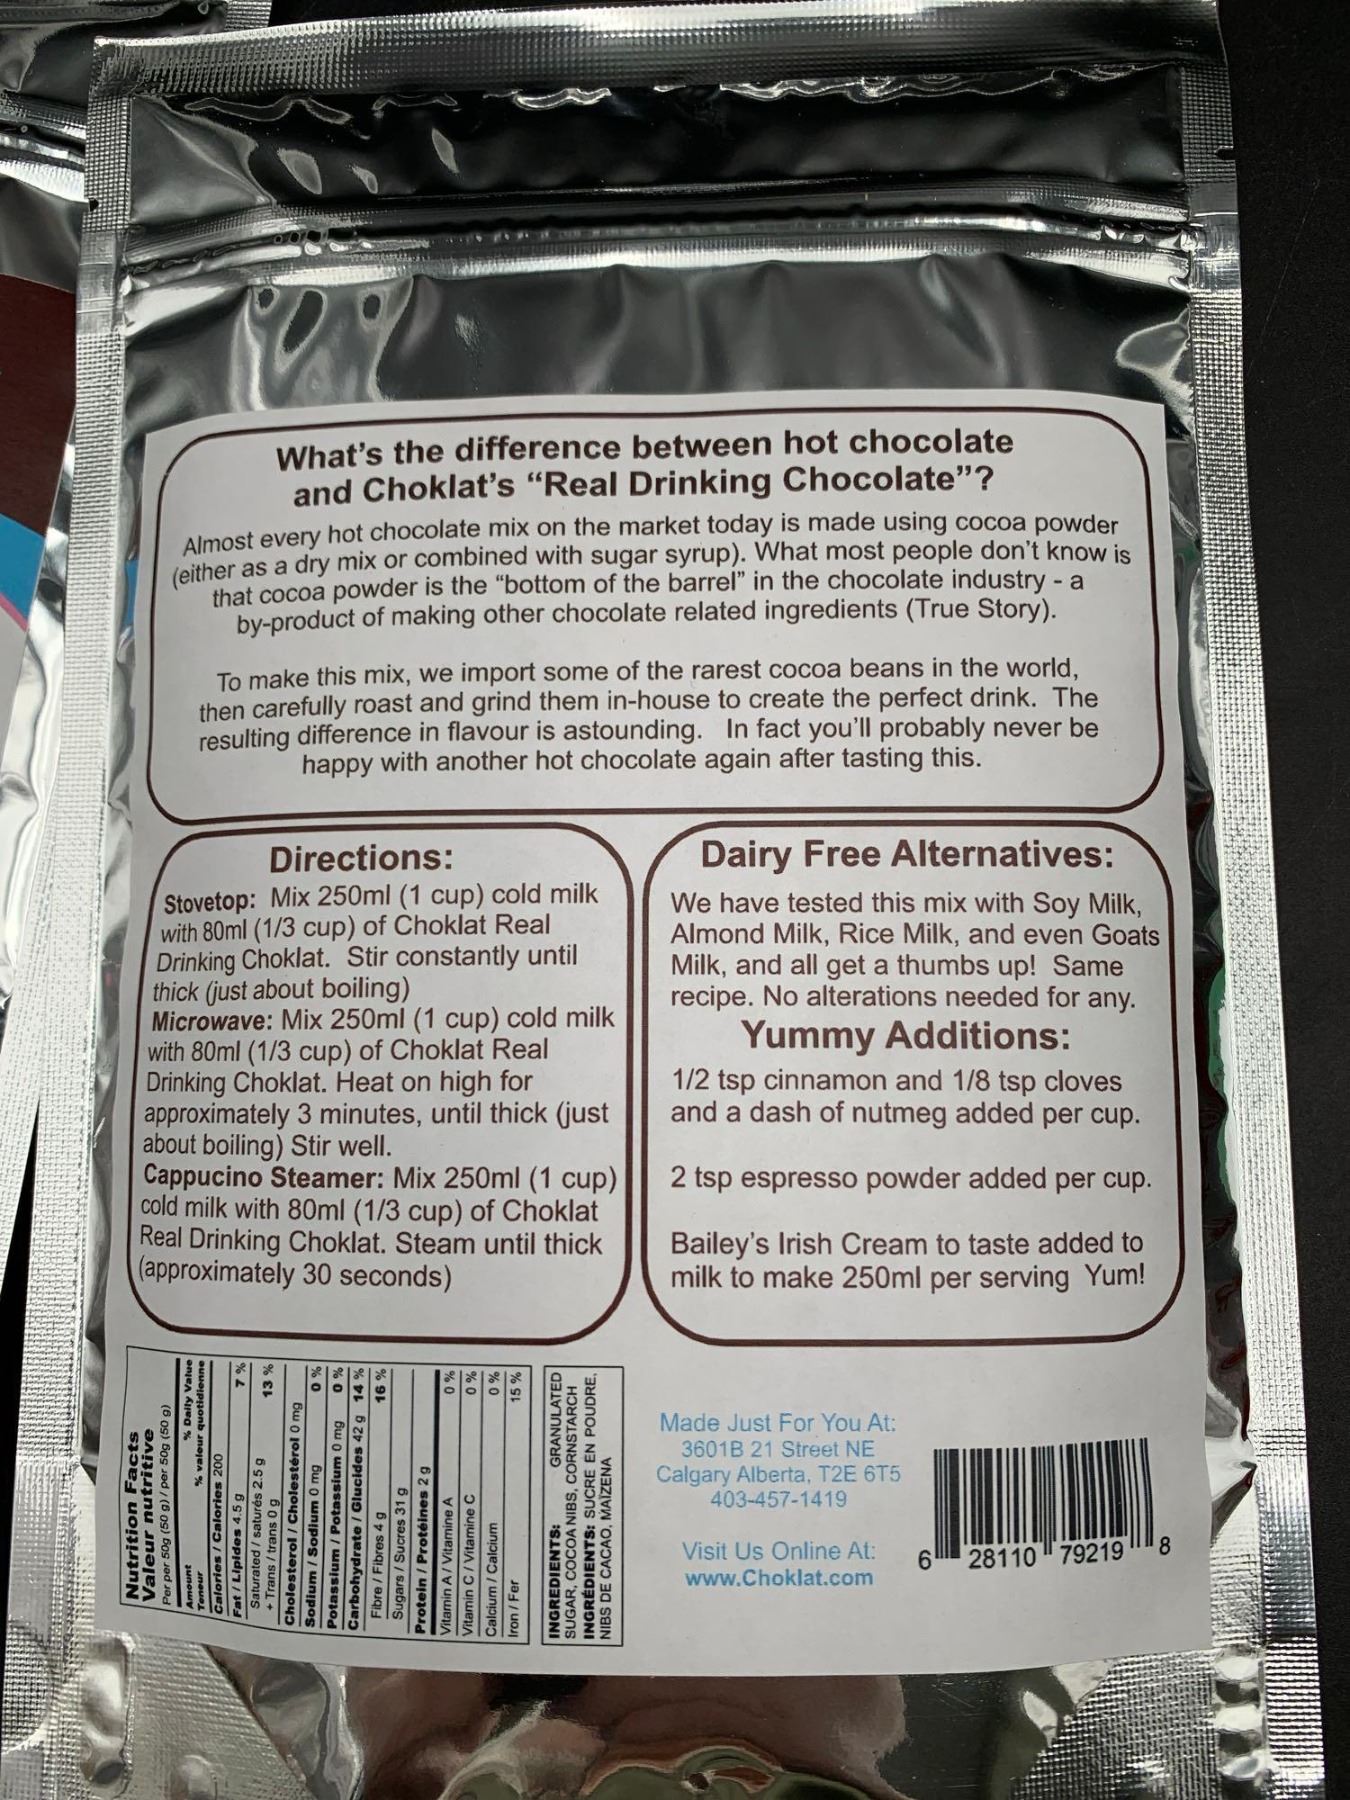 What's the difference between hot chocolate
and Choklat's “Real Drinking Chocolate”?
Almost every hot chocolate mix on the market today is made using cocoa powder
(either as a dry mix or combined with sugar syrup). What most people don't know is
that cocoa powder is the “bottom of the barrel” in the chocolate industry - a
by-product of making other chocolate related ingredients (True Story).
To make this mix, we import some of the rarest cocoa beans in the world,
then carefully roast and grind them in-house to create the perfect drink. The
resulting difference in flavour is astounding. In fact you'll probably never be
happy with another hot chocolate again after tasting this.
Directions:
Stovetop: Mix 250ml (1 cup) cold milk
with 80ml (1/3 cup) of Choklat Real
Drinking Choklat. Stir constantly until
thick (just about boiling)
Microwave: Mix 250ml (1 cup) cold milk
with 80ml (1/3 cup) of Choklat Real
Drinking Choklat. Heat on high for
approximately 3 minutes, until thick (just
about boiling) Stir well.
Cappucino Steamer: Mix 250ml (1 cup)
cold milk with 80ml (1/3 cup) of Choklat
Real Drinking Choklat. Steam until thick
(approximately 30 seconds)
Dairy Free Alternatives:
We have tested this mix with Soy Milk,
Almond Milk, Rice Milk, and even Goats
Milk, and all get a thumbs up! Same
recipe. No alterations needed for any.
Yummy Additions:
1/2 tsp cinnamon and 1/8 tsp cloves
and a dash of nutmeg added per cup.
2 tsp espresso powder added per cup.
Bailey's Irish Cream to taste added to
milk to make 250ml per serving Yum!
Nutrition Facts
Valeur nutritive
Per per 50g (50 g) / per 50g (50 g)
Amount % Daily Value
Teneur % valeur quotidienne
Calories / Calories 200
Fat / Lipides 4.5 g 7 %
Saturated / saturés 2.5 g
+ Trans / trans 0 g 13 %
Cholesterol / Cholestérol 0 mg
Sodium / Sodium 0 mg 0 %
Potassium / Potassium 0 mg 0 %
Carbohydrate / Glucides 42 g 14 %
Fibre / Fibres 4 g 16 %
Sugars / Sucres 31 g
Protein / Protéines 2 g
Vitamin A / Vitamine A 0 %
Vitamin C / Vitamine C 0 %
Calcium / Calcium 0 %
Iron / Fer 15 %
INGREDIENTS: GRANULATED
SUGAR, COCOA NIBS, CORNSTARCH
INGRÉDIENTS: SUCRE EN POUDRE,
NIBS DE CACAO, MAÏZENA
Made Just For You At:
3601B 21 Street NE
Calgary Alberta, T2E 6T5
403-457-1419
Visit Us Online At:
www.Choklat.com
6 28110 79219 8